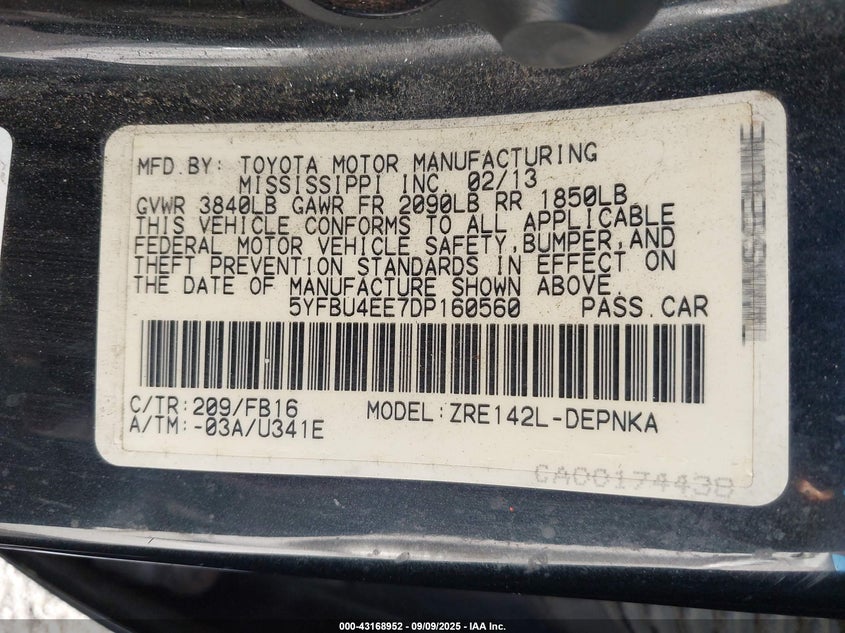 MFD.BY: TOYOTA MOTOR MANUFACTURING
MISSISSIPPI INC. 02/13
GVWR 3840LB GAWR FR 2090LB RR 1850LB
THIS VEHICLE CONFORMS TO ALL APPLICABLE
FEDERAL MOTOR VEHICLE SAFETY,BUMPER,AND
THEFT PREVENTION STANDARDS IN EFFECT ON
THE DATE OF MANUFACTURE SHOWN ABOVE.
5YFBU4EE7DP160560 PASS.CAR
C/TR:209/FB16 MODEL:ZRE142L-DEPNKA
A/TM:-03A/U341E
CA00174438
000-43168952 | 09/09/2025 - IAA Inc.